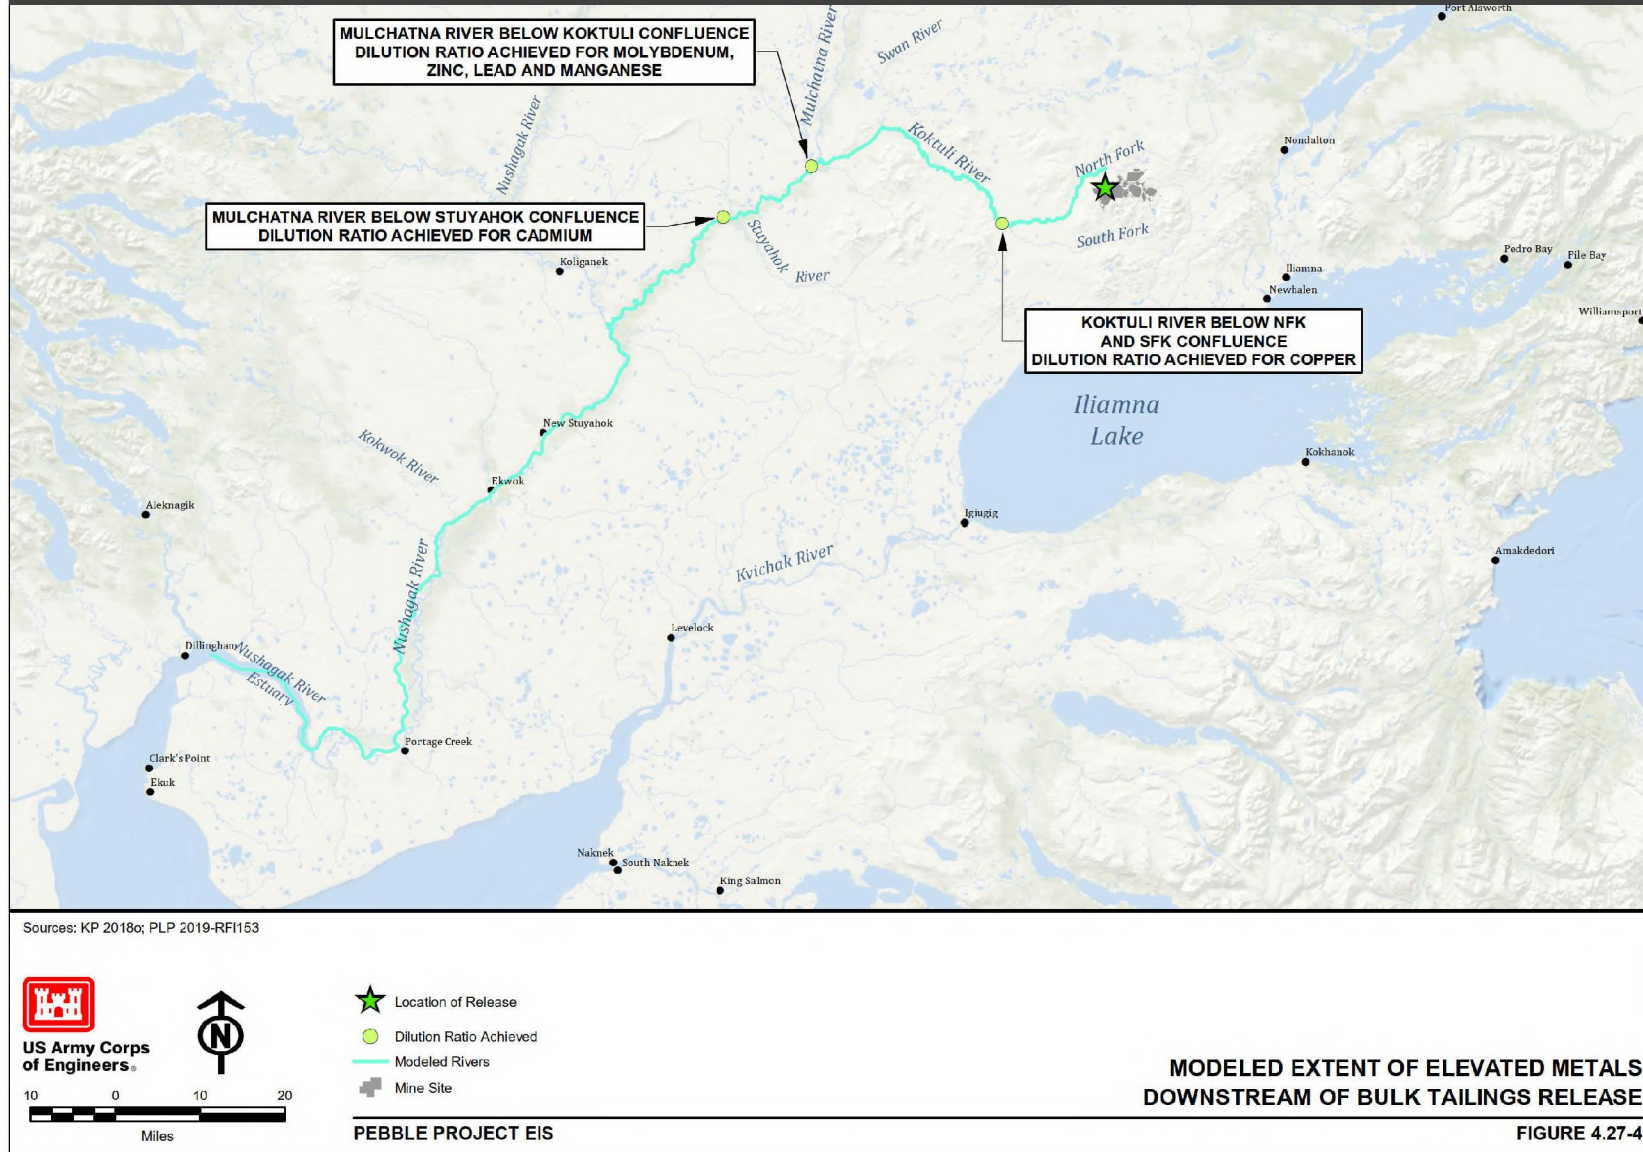 Port Alsworth
MULCHATNA RIVER BELOW KOKTULI CONFLUENCE
DILUTION RATIO ACHIEVED FOR MOLYBDENUM,
ZINC, LEAD AND MANGANESE
Mulchatna River
Swan River
Nushagak River
Koktuli River
North Fork
Nondalton
MULCHATNA RIVER BELOW STUYAHOK CONFLUENCE
DILUTION RATIO ACHIEVED FOR CADMIUM
Stuyahok
River
South Fork
Koliganek
Pedro Bay
Pile Bay
Iliamna
Newhalen
Williamsport
KOKTULI RIVER BELOW NFK
AND SFK CONFLUENCE
DILUTION RATIO ACHIEVED FOR COPPER
Iliamna
Lake
New Stuyahok
Kokwok River
Kokhanok
Ekwok
Aleknagik
Igiugig
Kvichak River
Amakdedori
Nushagak River
Levelock
Dillingham
Nushagak River
Estuary
Portage Creek
Clark's Point
Ekuk
Naknek
South Naknek
King Salmon
Sources: KP 2018o; PLP 2019-RFI153
US Army Corps
of Engineers®
N
10 0 10 20
Miles
Location of Release
Dilution Ratio Achieved
Modeled Rivers
Mine Site
MODELED EXTENT OF ELEVATED METALS
DOWNSTREAM OF BULK TAILINGS RELEASE
PEBBLE PROJECT EIS
FIGURE 4.27-4